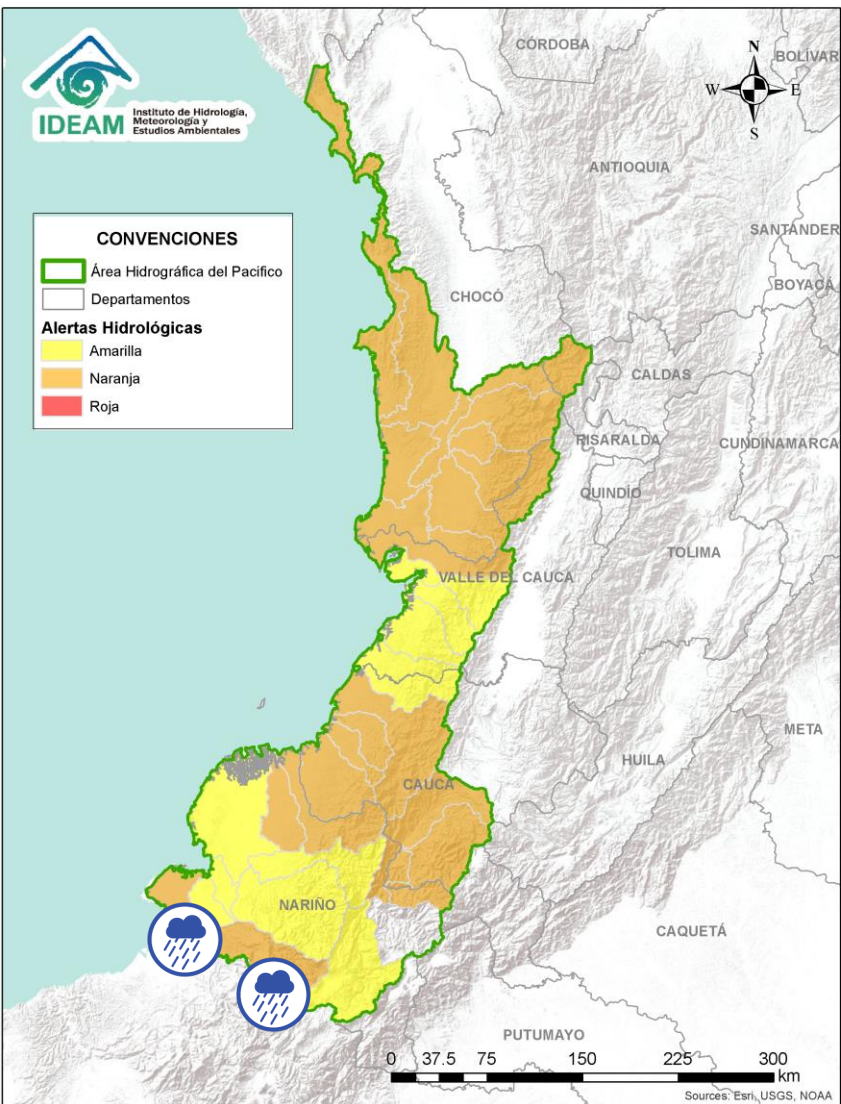 IDEAM
Instituto de Hidrología,
Meteorología y
Estudios Ambientales
CÓRDOBA
BOLÍVAR
N
W
E
S
ANTIOQUIA
SANTANDER
BOYACÁ
CONVENCIONES
Área Hidrográfica del Pacifico
Departamentos
Alertas Hidrológicas
Amarilla
Naranja
Roja
CHOCÓ
CALDAS
RISARALDA
CUNDINAMARCA
QUINDÍO
TOLIMA
VALLE DEL CAUCA
META
HUILA
CAUCA
NARIÑO
CAQUETÁ
PUTUMAYO
0 37.5 75 150 225 300
km
Sources: Esri, USGS, NOAA